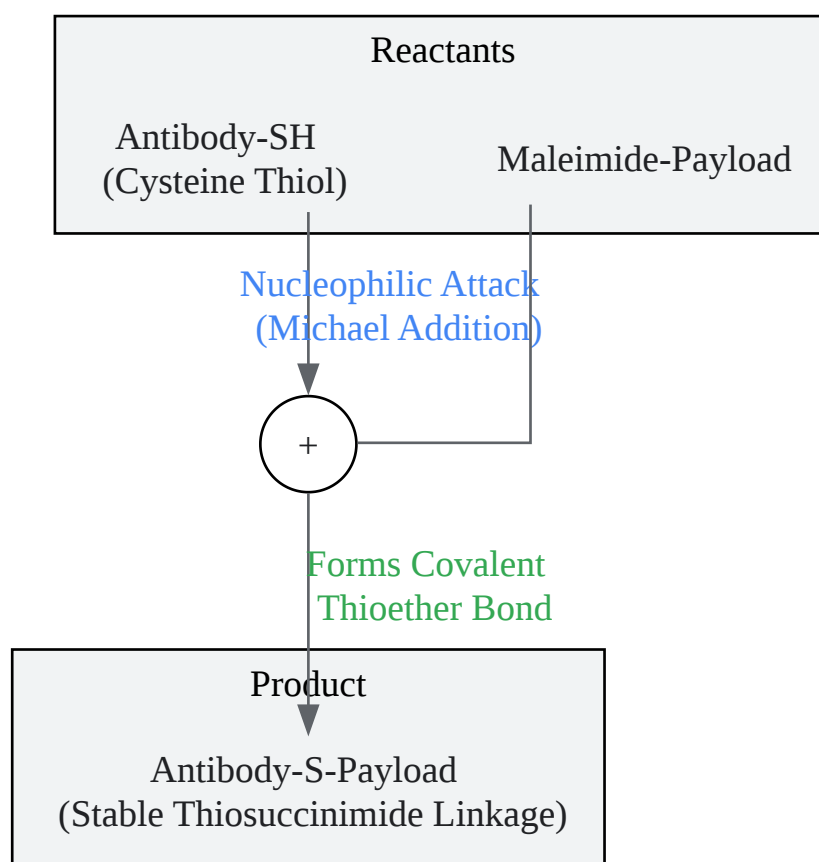 Reactants
Antibody-SH
(Cysteine Thiol)
Maleimide-Payload
Nucleophilic Attack
(Michael Addition)
+
Forms Covalent
Thioether Bond
Product
Antibody-S-Payload
(Stable Thiosuccinimide Linkage)